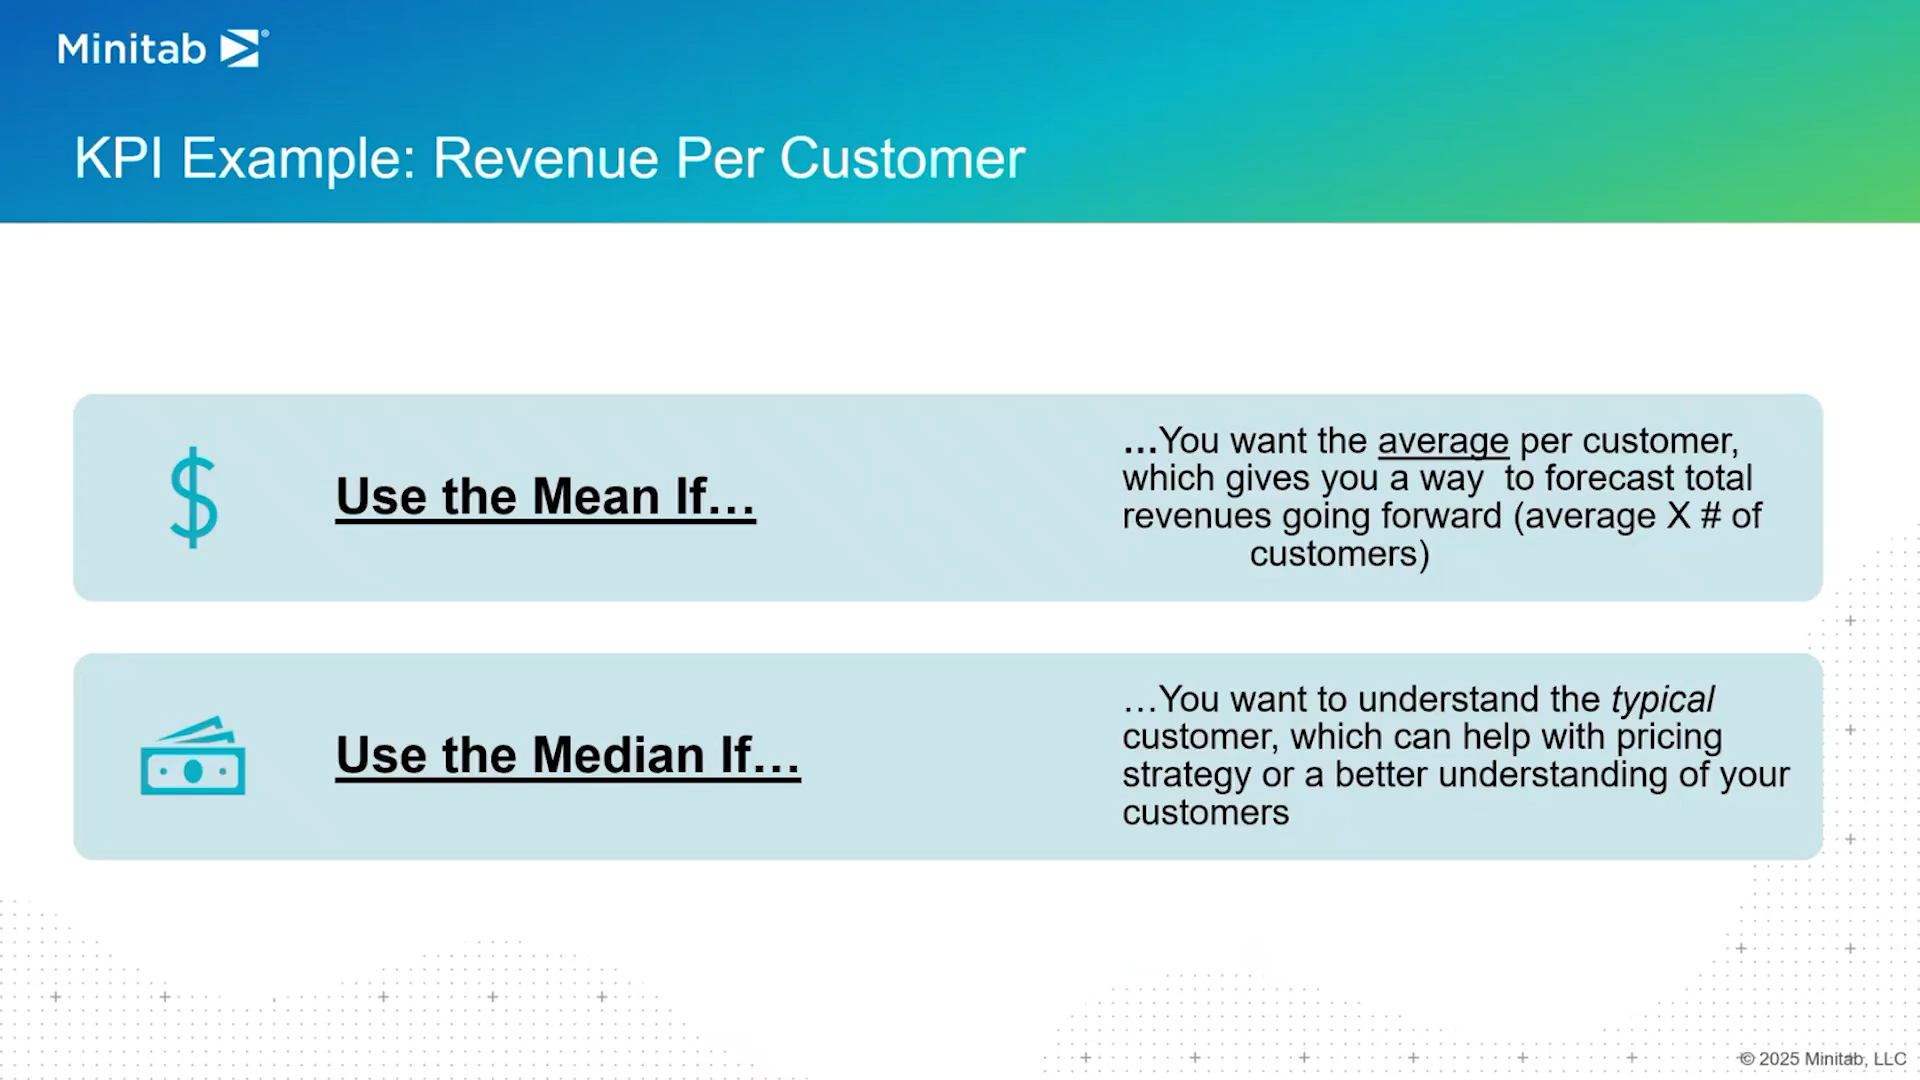 Minitab
KPI Example: Revenue Per Customer
Use the Mean If…
…You want the average per customer,
which gives you a way  to forecast total
revenues going forward (average X # of
customers)
Use the Median If…
…You want to understand the typical
customer, which can help with pricing
strategy or a better understanding of your
customers
© 2025 Minitab, LLC